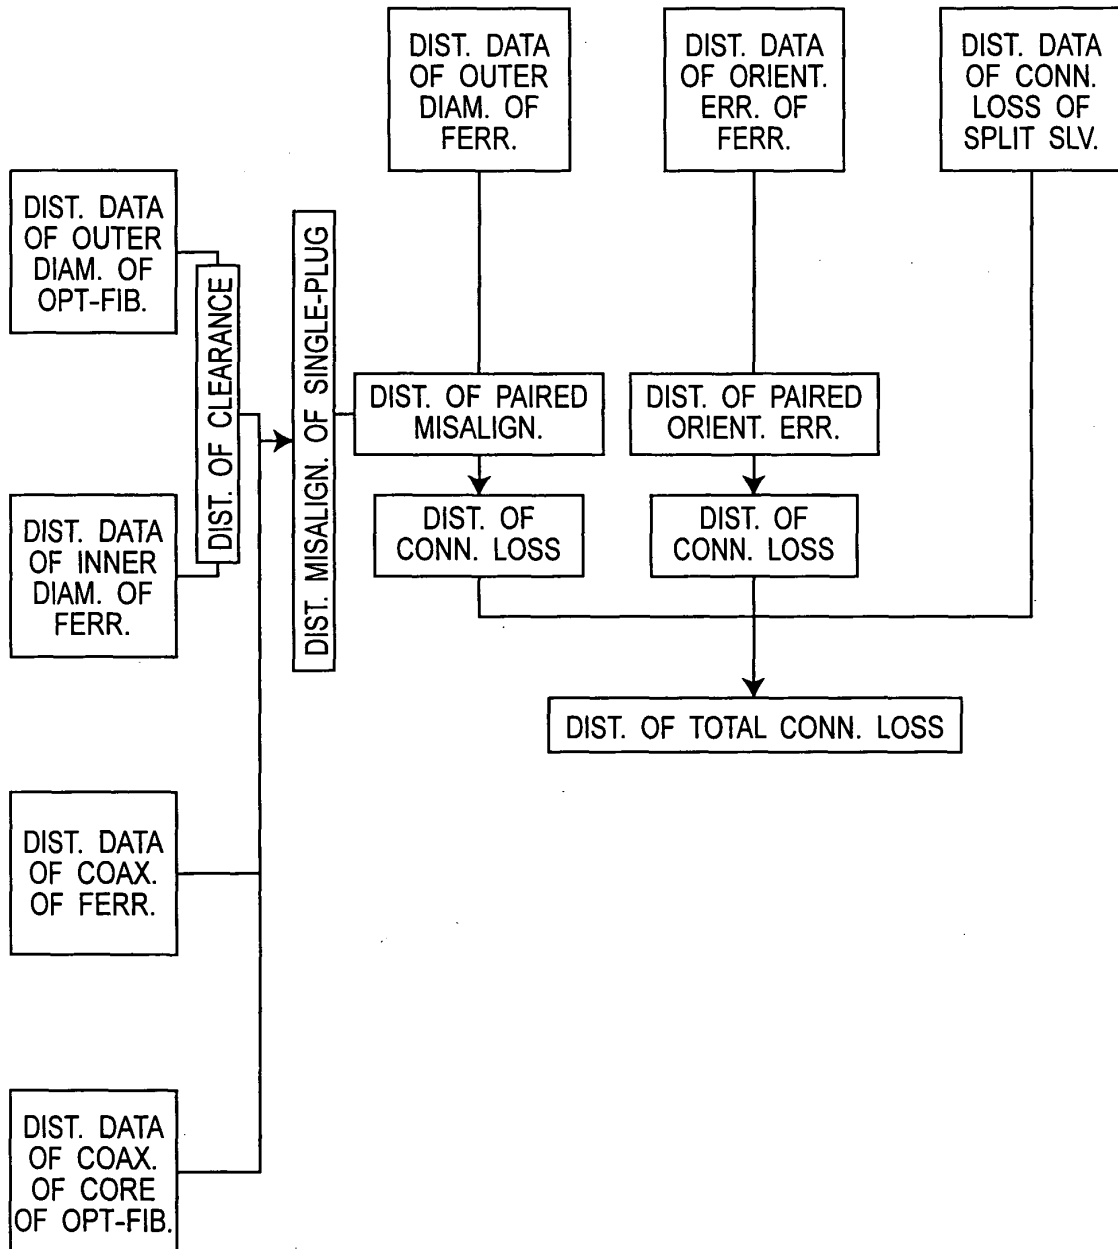 DIST. DATA
OF OUTER
DIAM. OF
FERR.
DIST. DATA
OF ORIENT.
ERR. OF
FERR.
DIST. DATA
OF CONN.
LOSS OF
SPLIT SLV.
DIST. DATA
OF OUTER
DIAM. OF
OPT-FIB.
DIST. OF CLEARANCE
DIST. MISALIGN. OF SINGLE-PLUG
DIST. OF PAIRED
MISALIGN.
DIST. OF PAIRED
ORIENT. ERR.
DIST. DATA
OF INNER
DIAM. OF
FERR.
DIST. OF
CONN. LOSS
DIST. OF
CONN. LOSS
DIST. OF TOTAL CONN. LOSS
DIST. DATA
OF COAX.
OF FERR.
DIST. DATA
OF COAX.
OF CORE
OF OPT-FIB.